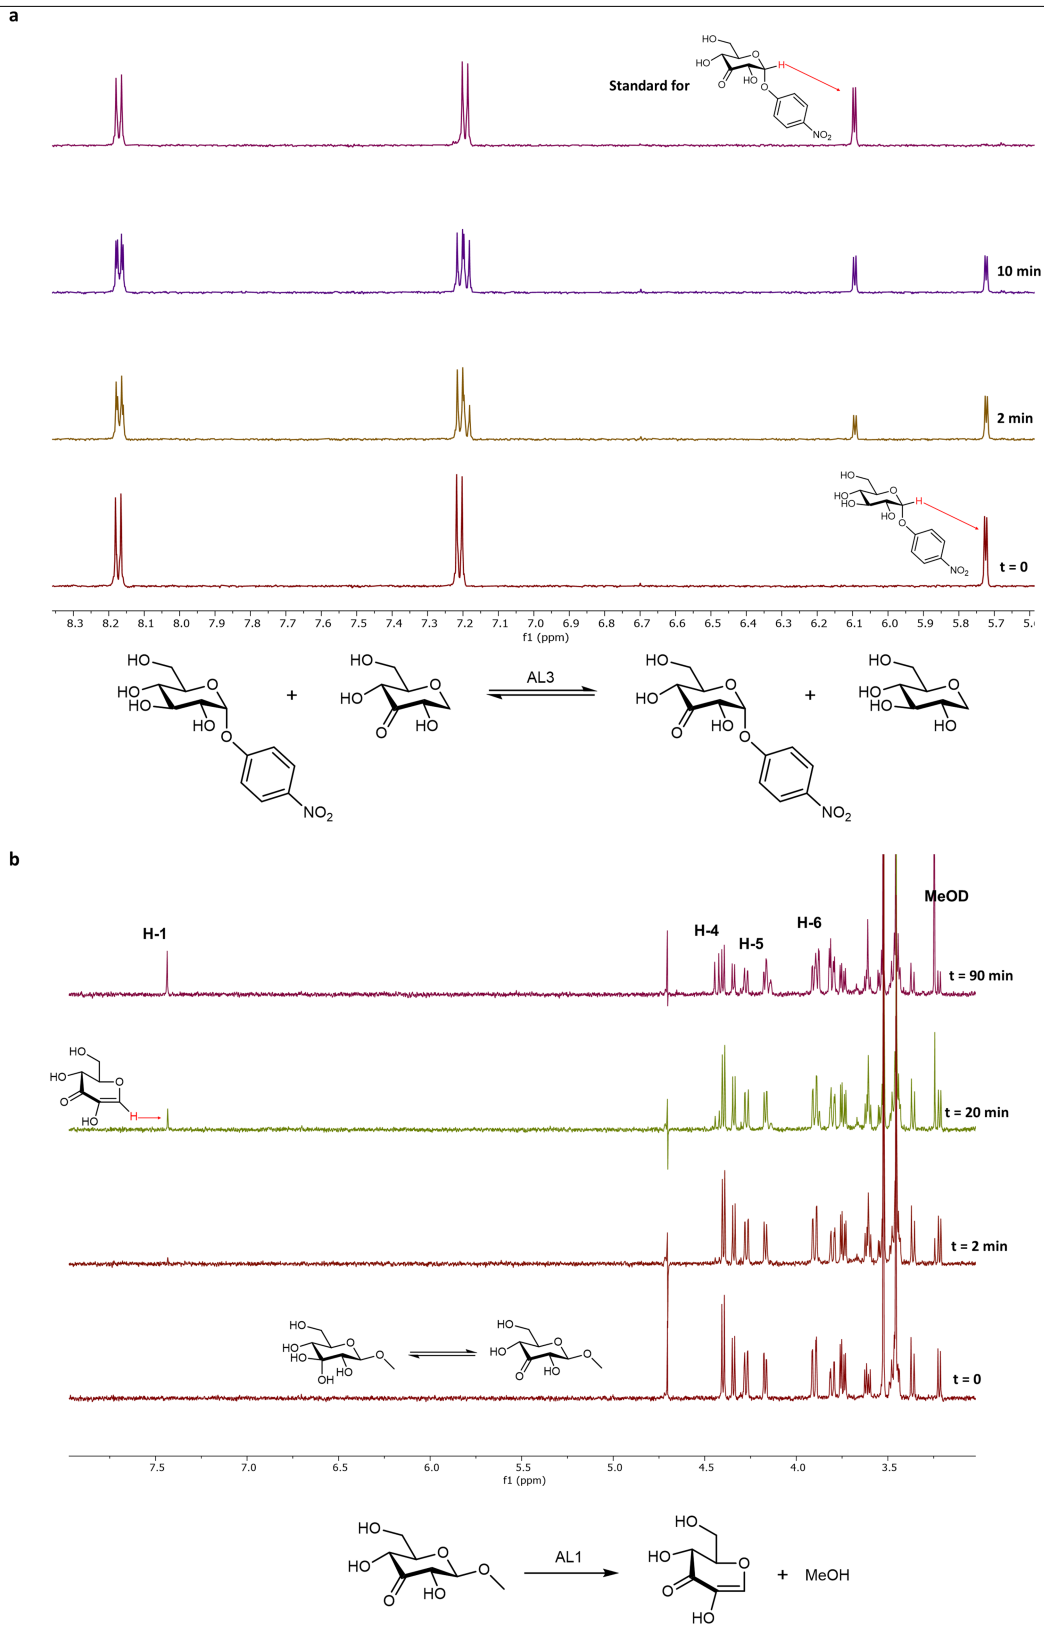 a
HO
HO
O
H
HO
O
O
NO2
Standard for
10 min
2 min
HO
HO
HO
O
H
HO
O
NO2
t = 0
8.3 8.2 8.1 8.0 7.9 7.8 7.7 7.6 7.5 7.4 7.3 7.2 7.1 7.0 6.9 6.8 6.7 6.6 6.5 6.4 6.3 6.2 6.1 6.0 5.9 5.8 5.7 5.6
f1 (ppm)
HO
HO
HO
O
HO
O
NO2
+
HO
HO
O
O
HO
AL3
HO
HO
O
O
HO
O
NO2
+
HO
HO
HO
O
HO
b
MeOD
H-1
H-4
H-5
H-6
t = 90 min
HO
HO
O
O
H
HO
t = 20 min
t = 2 min
HO
HO
HO
O
HO
O
OH
HO
HO
O
O
HO
O
t = 0
7.5 7.0 6.5 6.0 5.5 5.0 4.5 4.0 3.5
f1 (ppm)
HO
HO
O
O
HO
O
AL1
HO
HO
O
O
HO
+ MeOH